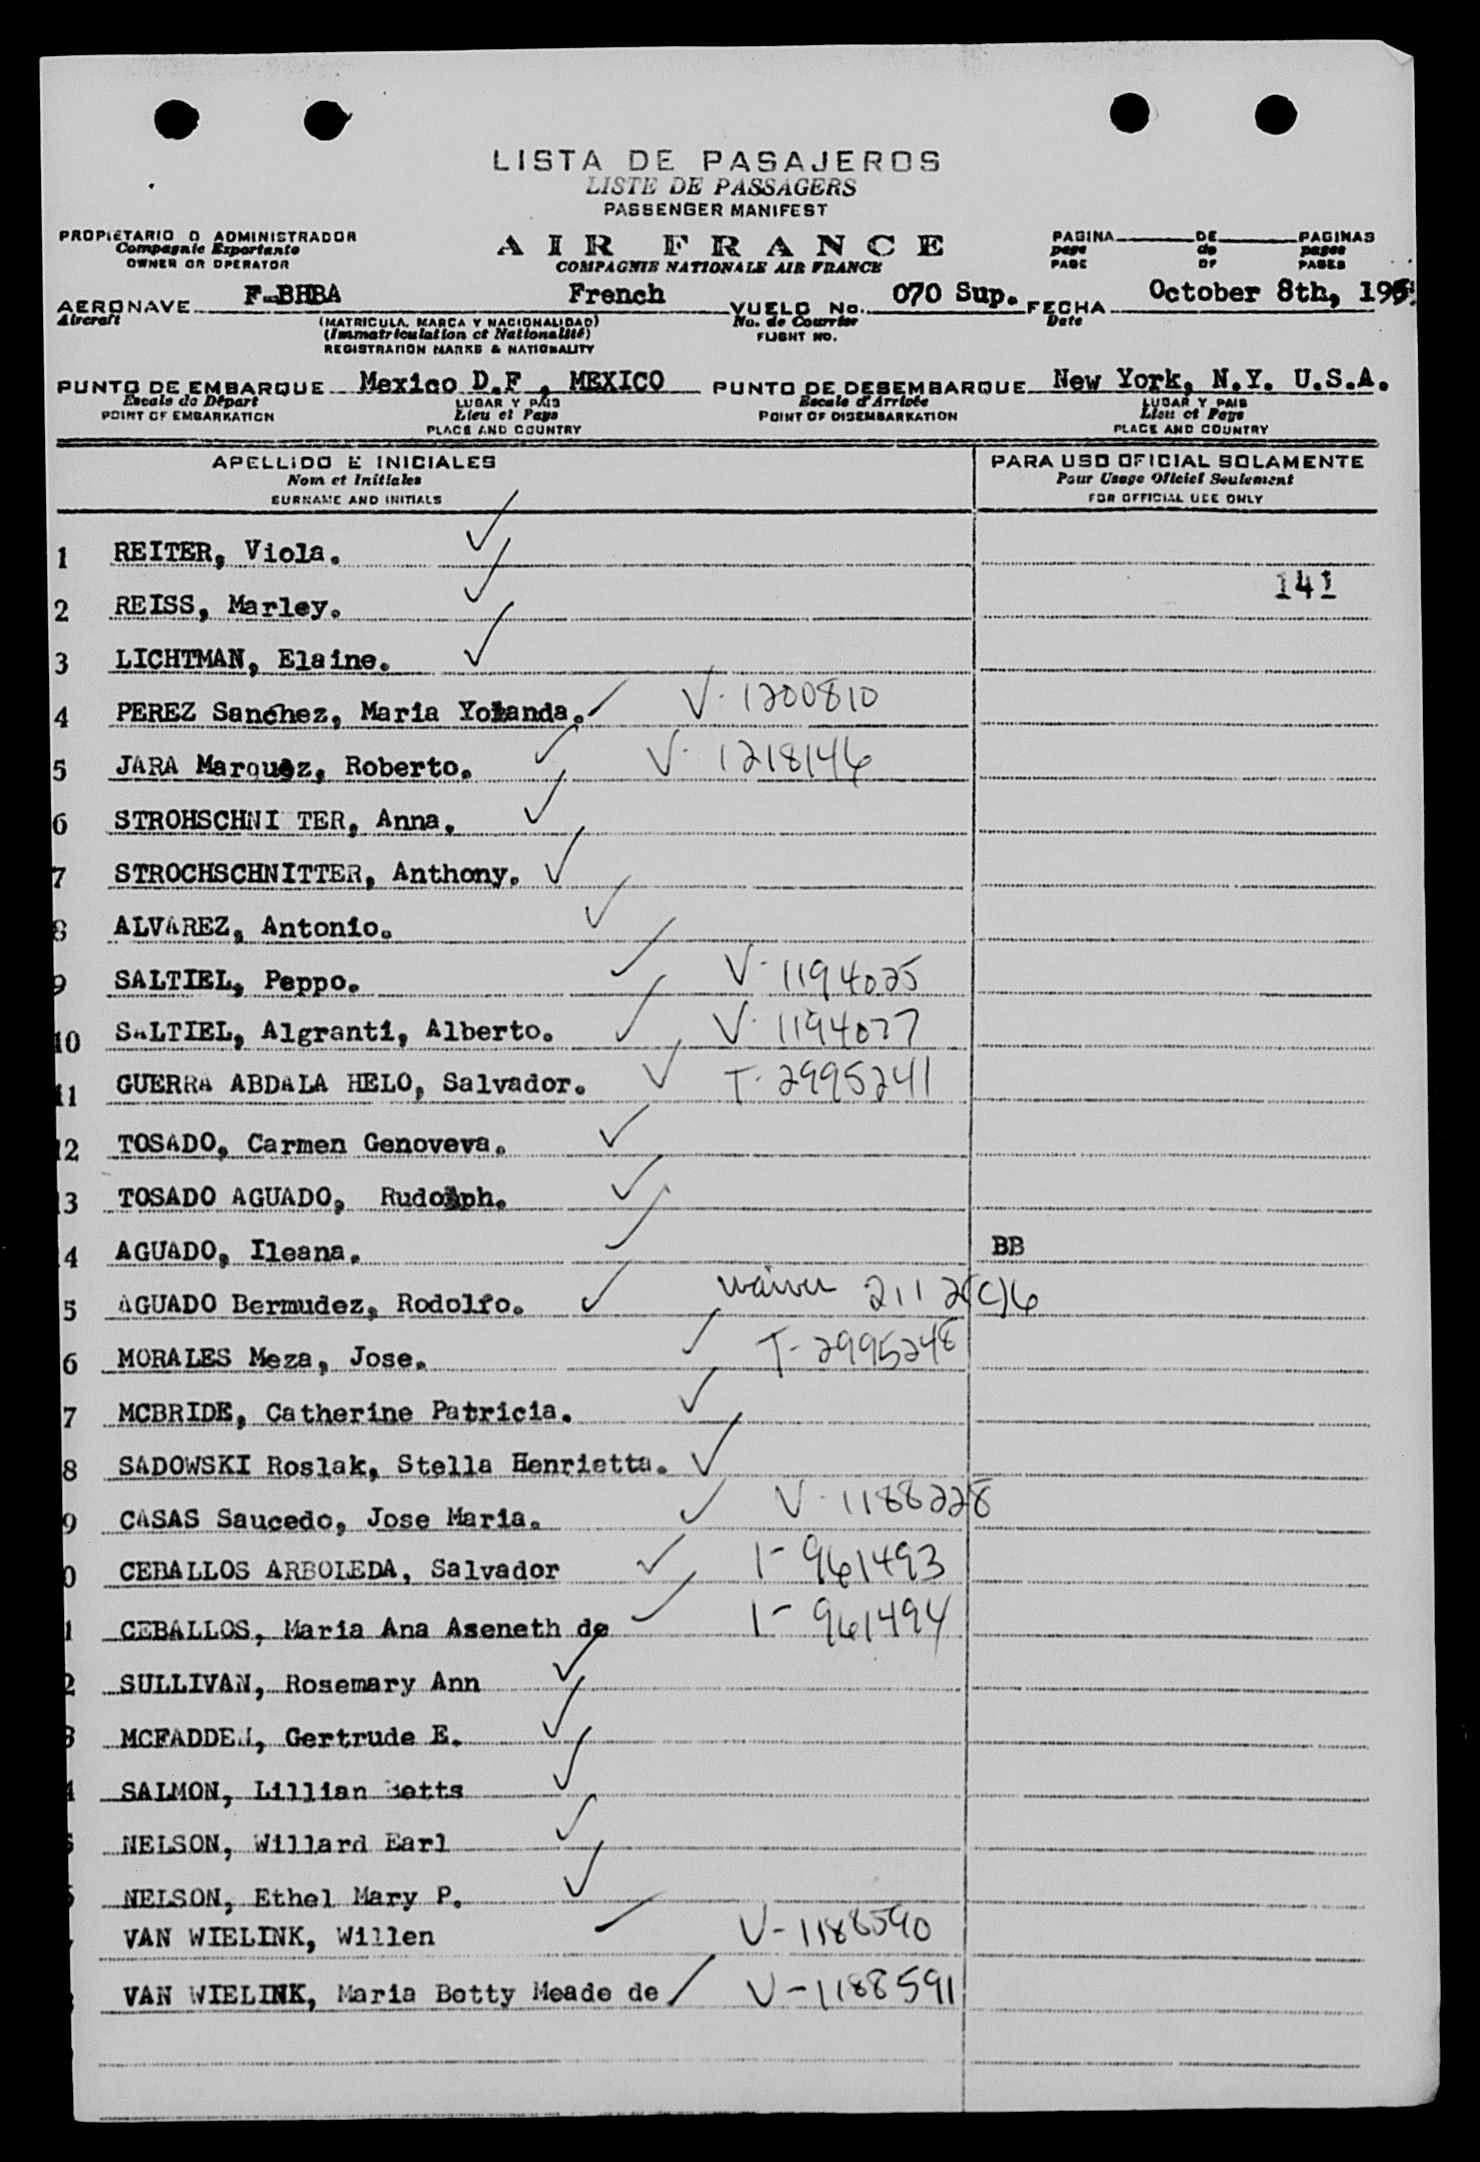 LISTA DE PASAJEROS
LISTE DE PASSAGERS
PASSENGER MANIFEST
PROPIETARIO O ADMINISTRADOR
Compagnie Exportante
OWNER OR OPERATOR
AIR FRANCE
COMPAGNIE NATIONALE AIR FRANCE
PAGINA DE PAGINAS
page de pages
PAGE OF PAGES
AERONAVE F-BHBA French VUELO No. 070 Sup. FECHA October 8th, 195
Aircraft (MATRICULA, MARCA Y NACIONALIDAD) No. de Courrier Date
(Immatriculation et Nationalité) FLIGHT NO.
REGISTRATION MARKS & NATIONALITY
PUNTO DE EMBARQUE Mexico D.F , MEXICO PUNTO DE DESEMBARQUE New York, N.Y. U.S.A.
Escale de Départ LUGAR Y PAIS Escale d'Arrivée LUGAR Y PAIS
POINT OF EMBARKATION Lieu et Pays POINT OF DISEMBARKATION Lieu et Pays
PLACE AND COUNTRY PLACE AND COUNTRY
APELLIDO E INICIALES PARA USO OFICIAL SOLAMENTE
Nom et Initiales Pour Usage Officiel Seulement
SURNAME AND INITIALS FOR OFFICIAL USE ONLY
1 REITER, Viola.
141
2 REISS, Marley.
3 LICHTMAN, Elaine.
4 PEREZ Sanchez, Maria Yolanda. V-1200810
5 JARA Marquez, Roberto. V-1218146
6 STROHSCHNI TER, Anna.
7 STROCHSCHNITTER, Anthony.
8 ALVAREZ, Antonio.
9 SALTIEL, Peppo. V-1194025
10 SALTIEL, Algranti, Alberto. V-1194027
11 GUERRA ABDALA HELO, Salvador. T-2995241
12 TOSADO, Carmen Genoveva.
3 TOSADO AGUADO, Rudolph.
4 AGUADO, Ileana. BB
5 AGUADO Bermudez, Rodolfo. waiver 211 2(C)6
6 MORALES Meza, Jose. T-2995248
7 MCBRIDE, Catherine Patricia.
8 SADOWSKI Roslak, Stella Henrietta.
9 CASAS Saucedo, Jose Maria. V-1188228
0 CEBALLOS ARBOLEDA, Salvador I-961493
1 CEBALLOS, Maria Ana Aseneth de I-961494
2 SULLIVAN, Rosemary Ann
3 MCFADDEN, Gertrude E.
4 SALMON, Lillian Betts
NELSON, Willard Earl
NELSON, Ethel Mary P.
VAN WIELINK, Willen V-1188590
VAN WIELINK, Maria Betty Meade de V-1188591